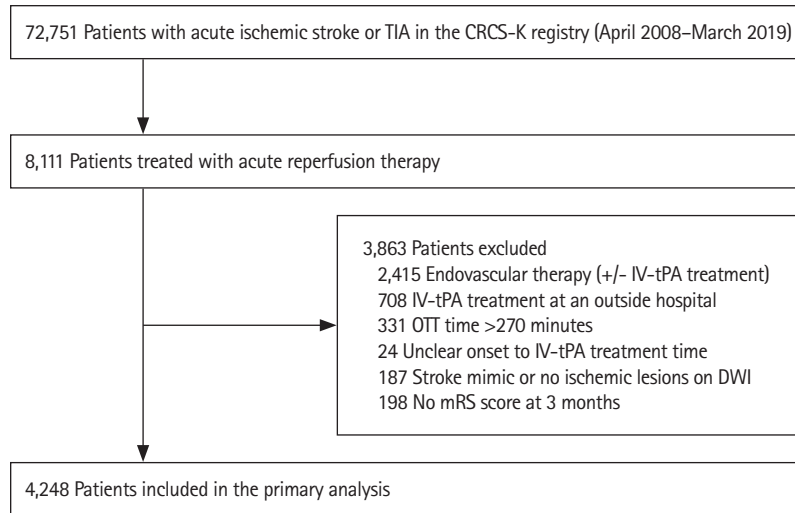 72,751 Patients with acute ischemic stroke or TIA in the CRCS-K registry (April 2008–March 2019)
8,111 Patients treated with acute reperfusion therapy
3,863 Patients excluded
2,415 Endovascular therapy (+/- IV-tPA treatment)
708 IV-tPA treatment at an outside hospital
331 OTT time >270 minutes
24 Unclear onset to IV-tPA treatment time
187 Stroke mimic or no ischemic lesions on DWI
198 No mRS score at 3 months
4,248 Patients included in the primary analysis